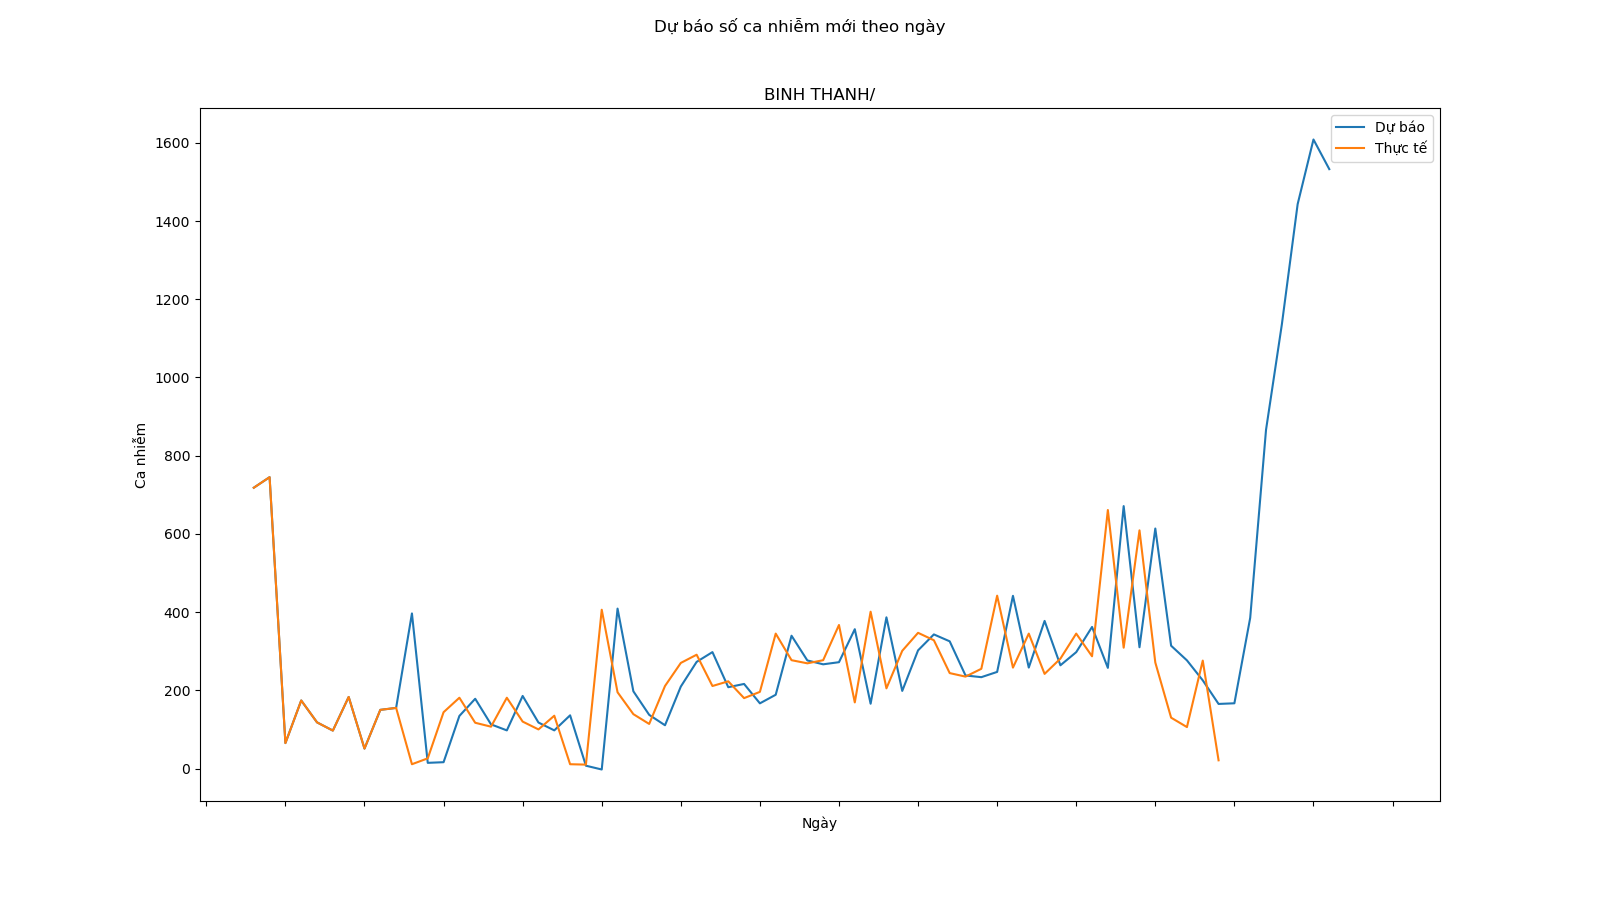 Dự báo số ca nhiễm mới theo ngày
BINH THANH/
Dự báo
Thực tế
1600
1400
1200
1000
800
600
400
200
0
Ca nhiễm
Ngày